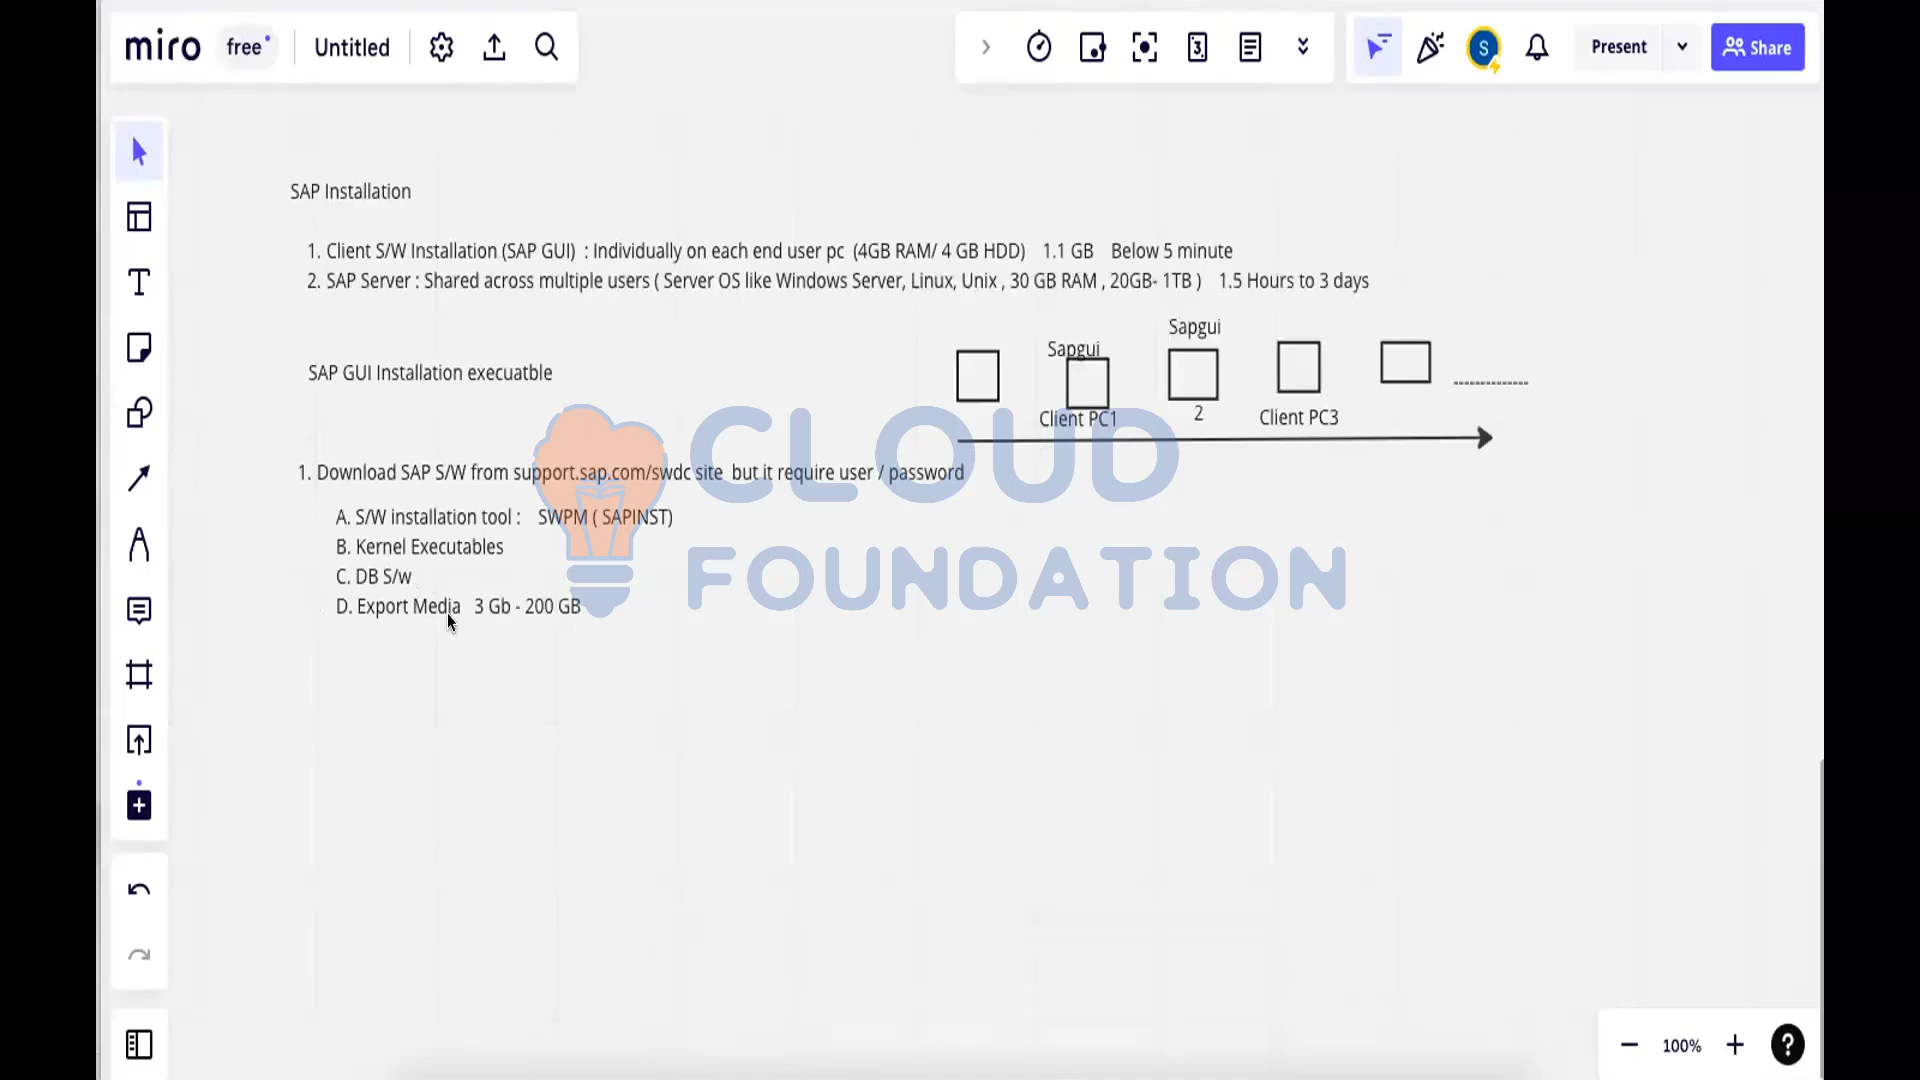 miro free Untitled Present Share
S
SAP Installation
1. Client S/W Installation (SAP GUI) : Individually on each end user pc (4GB RAM/ 4 GB HDD) 1.1 GB Below 5 minute
2. SAP Server : Shared across multiple users ( Server OS like Windows Server, Linux, Unix , 30 GB RAM , 20GB- 1TB ) 1.5 Hours to 3 days
Sapgui
Sapgui
SAP GUI Installation execuatble
Client PC1 2 Client PC3
CLOUD
FOUNDATION
1. Download SAP S/W from support.sap.com/swdc site but it require user / password
A. S/W installation tool : SWPM ( SAPINST)
B. Kernel Executables
C. DB S/w
D. Export Media 3 Gb - 200 GB
100%